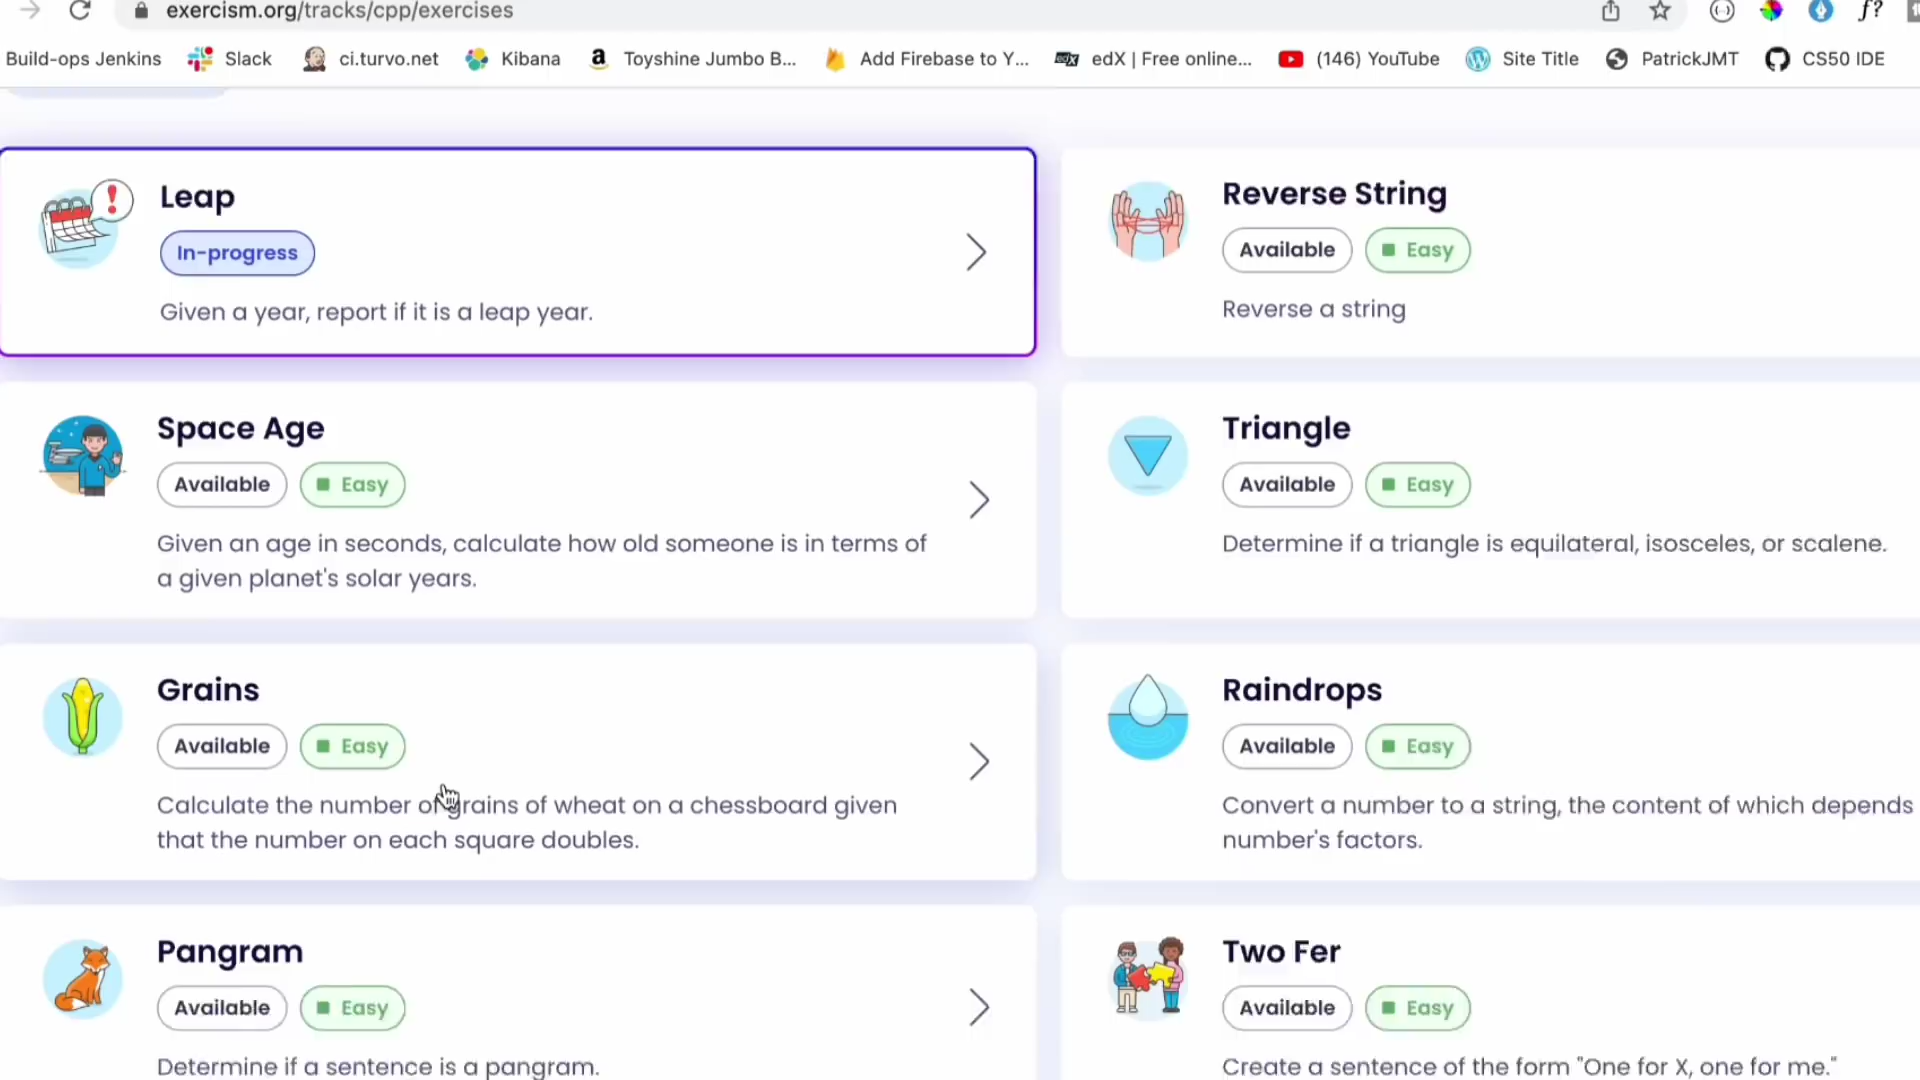 exercism.org/tracks/cpp/exercises
Build-ops Jenkins Slack ci.turvo.net Kibana Toyshine Jumbo B... Add Firebase to Y... edX | Free online... (146) YouTube Site Title PatrickJMT CS50 IDE
Leap
In-progress
Given a year, report if it is a leap year.
Reverse String
Available Easy
Reverse a string
Space Age
Available Easy
Given an age in seconds, calculate how old someone is in terms of
a given planet's solar years.
Triangle
Available Easy
Determine if a triangle is equilateral, isosceles, or scalene.
Grains
Available Easy
Calculate the number of grains of wheat on a chessboard given
that the number on each square doubles.
Raindrops
Available Easy
Convert a number to a string, the content of which depends
number's factors.
Pangram
Available Easy
Determine if a sentence is a pangram.
Two Fer
Available Easy
Create a sentence of the form "One for X, one for me."